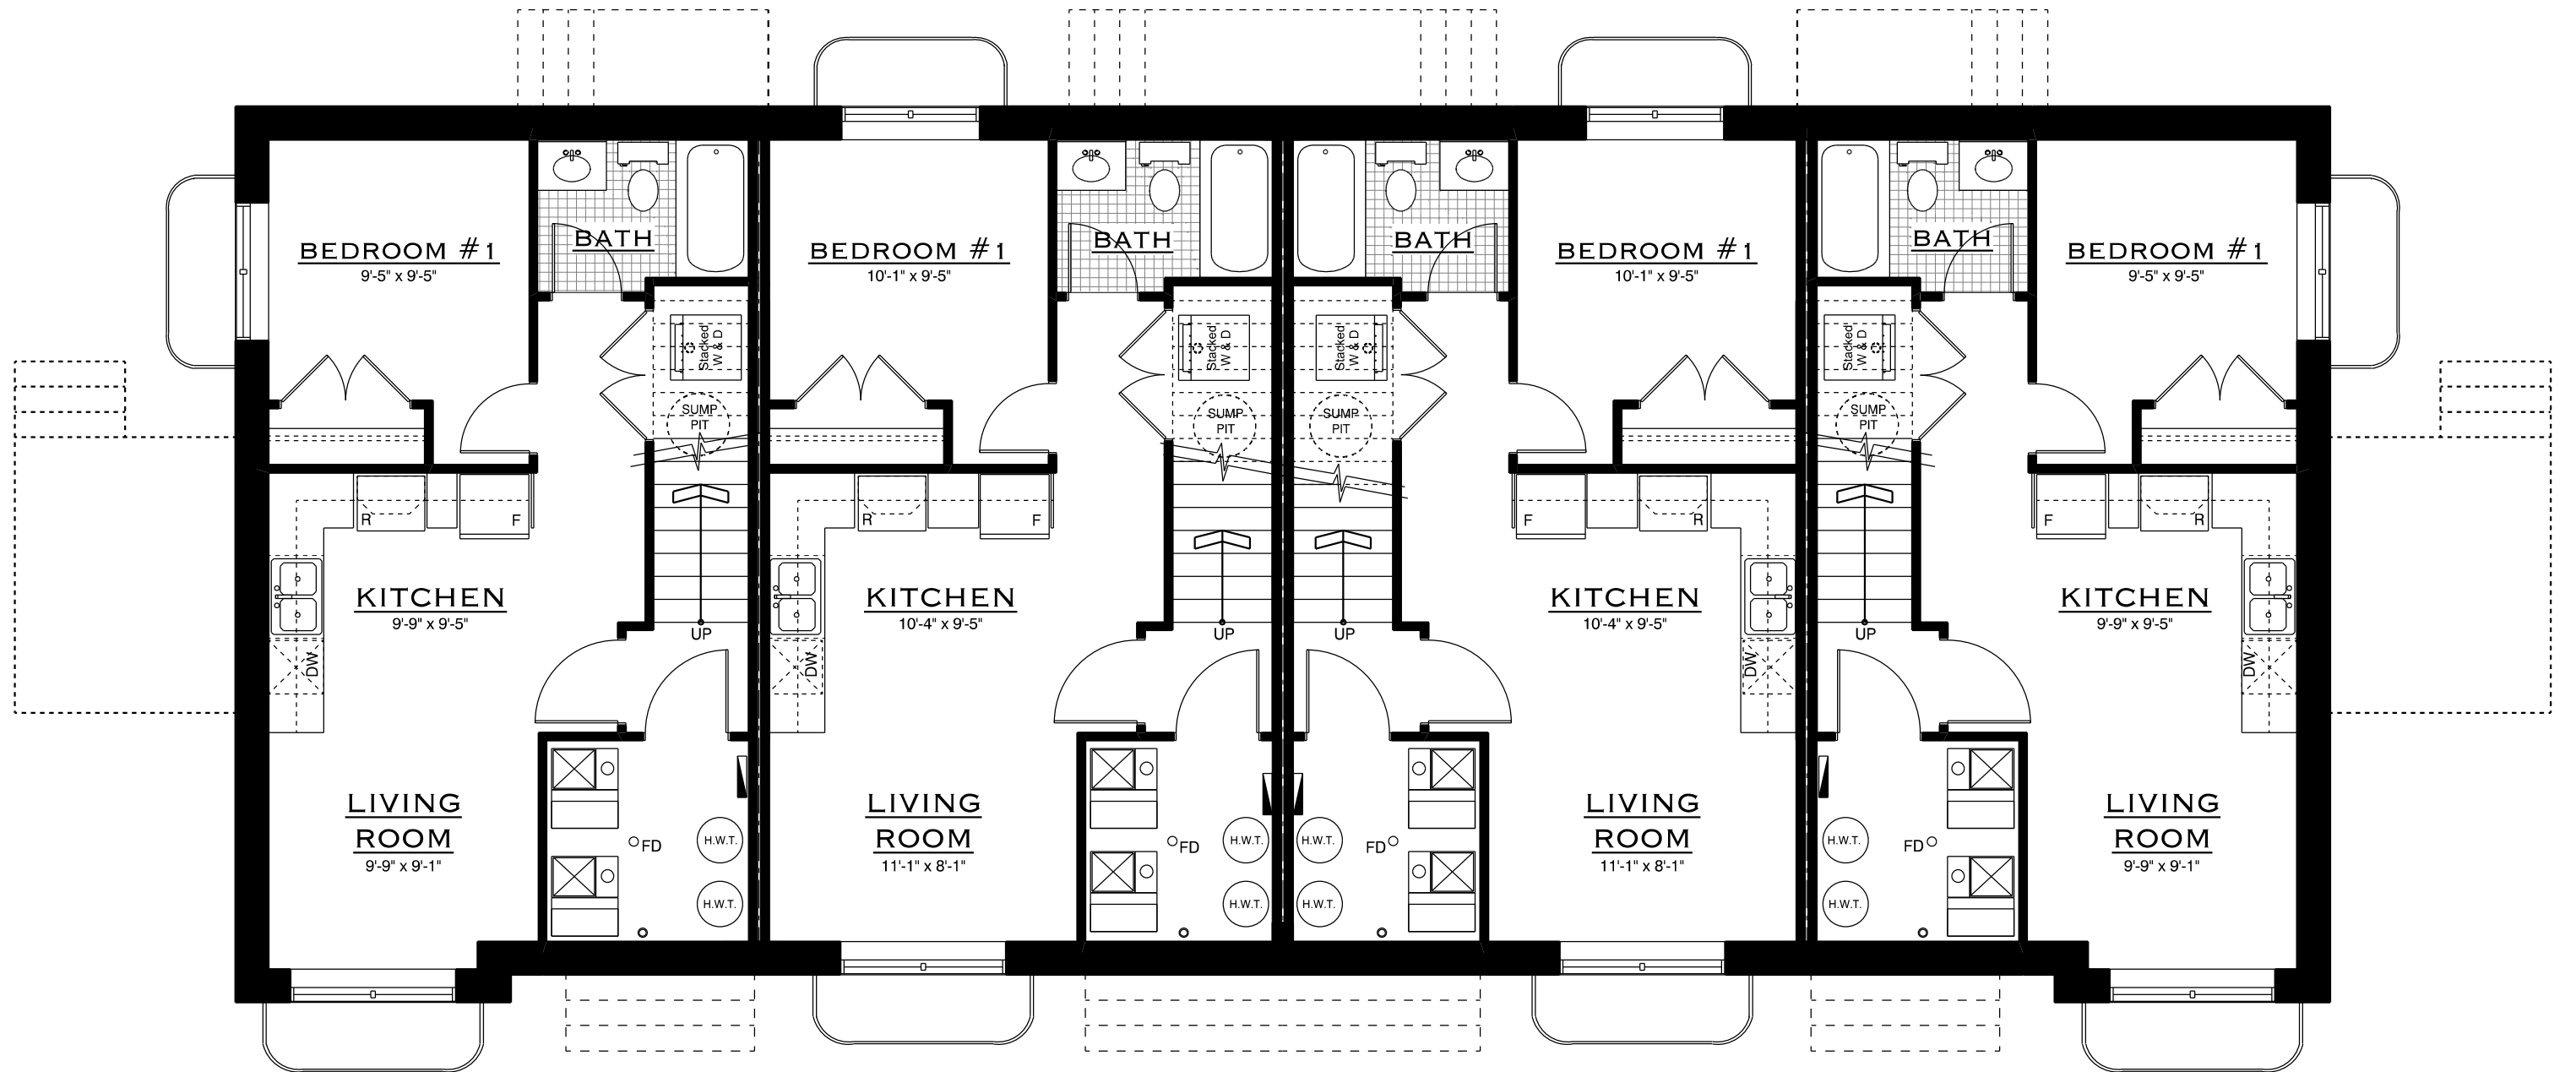 BEDROOM #1
9'-5" x 9'-5"
BATH
Stacked
W & D
SUMP
PIT
R
F
KITCHEN
9'-9" x 9'-5"
DW
UP
LIVING
ROOM
9'-9" x 9'-1"
FD
H.W.T.
H.W.T.
BEDROOM #1
10'-1" x 9'-5"
BATH
Stacked
W & D
SUMP
PIT
R
F
KITCHEN
10'-4" x 9'-5"
DW
UP
LIVING
ROOM
11'-1" x 8'-1"
FD
H.W.T.
H.W.T.
BATH
BEDROOM #1
10'-1" x 9'-5"
Stacked
W & D
SUMP
PIT
F
R
KITCHEN
10'-4" x 9'-5"
DW
UP
LIVING
ROOM
11'-1" x 8'-1"
H.W.T.
FD
H.W.T.
BATH
BEDROOM #1
9'-5" x 9'-5"
Stacked
W & D
SUMP
PIT
F
R
KITCHEN
9'-9" x 9'-5"
DW
UP
LIVING
ROOM
9'-9" x 9'-1"
H.W.T.
FD
H.W.T.